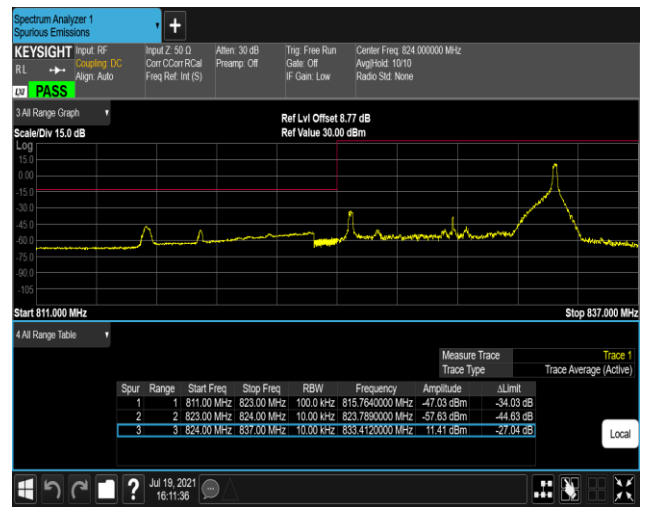 Spectrum Analyzer 1
Spurious Emissions
+
KEYSIGHT Input: RF Input Z: 50 Ω Atten: 30 dB Trig: Free Run Center Freq: 824.000000 MHz
RL Coupling: DC Corr CCorr RCal Preamp: Off Gate: Off Avg|Hold: 10/10
Align: Auto Freq Ref: Int (S) IF Gain: Low Radio Std: None
LXI PASS
3 All Range Graph
Ref Lvl Offset 8.77 dB
Scale/Div 15.0 dB Ref Value 30.00 dBm
Log
15.0
0.00
-15.0
-30.0
-45.0
-60.0
-75.0
-90.0
-105
Start 811.000 MHz Stop 837.000 MHz
4 All Range Table
Measure Trace Trace 1
Trace Type Trace Average (Active)
Spur Range Start Freq Stop Freq RBW Frequency Amplitude ΔLimit
1 1 811.00 MHz 823.00 MHz 100.0 kHz 815.7640000 MHz -47.03 dBm -34.03 dB
2 2 823.00 MHz 824.00 MHz 10.00 kHz 823.7890000 MHz -57.63 dBm -44.63 dB
3 3 824.00 MHz 837.00 MHz 10.00 kHz 833.4120000 MHz 11.41 dBm -27.04 dB
Local
? Jul 19, 2021
16:11:36